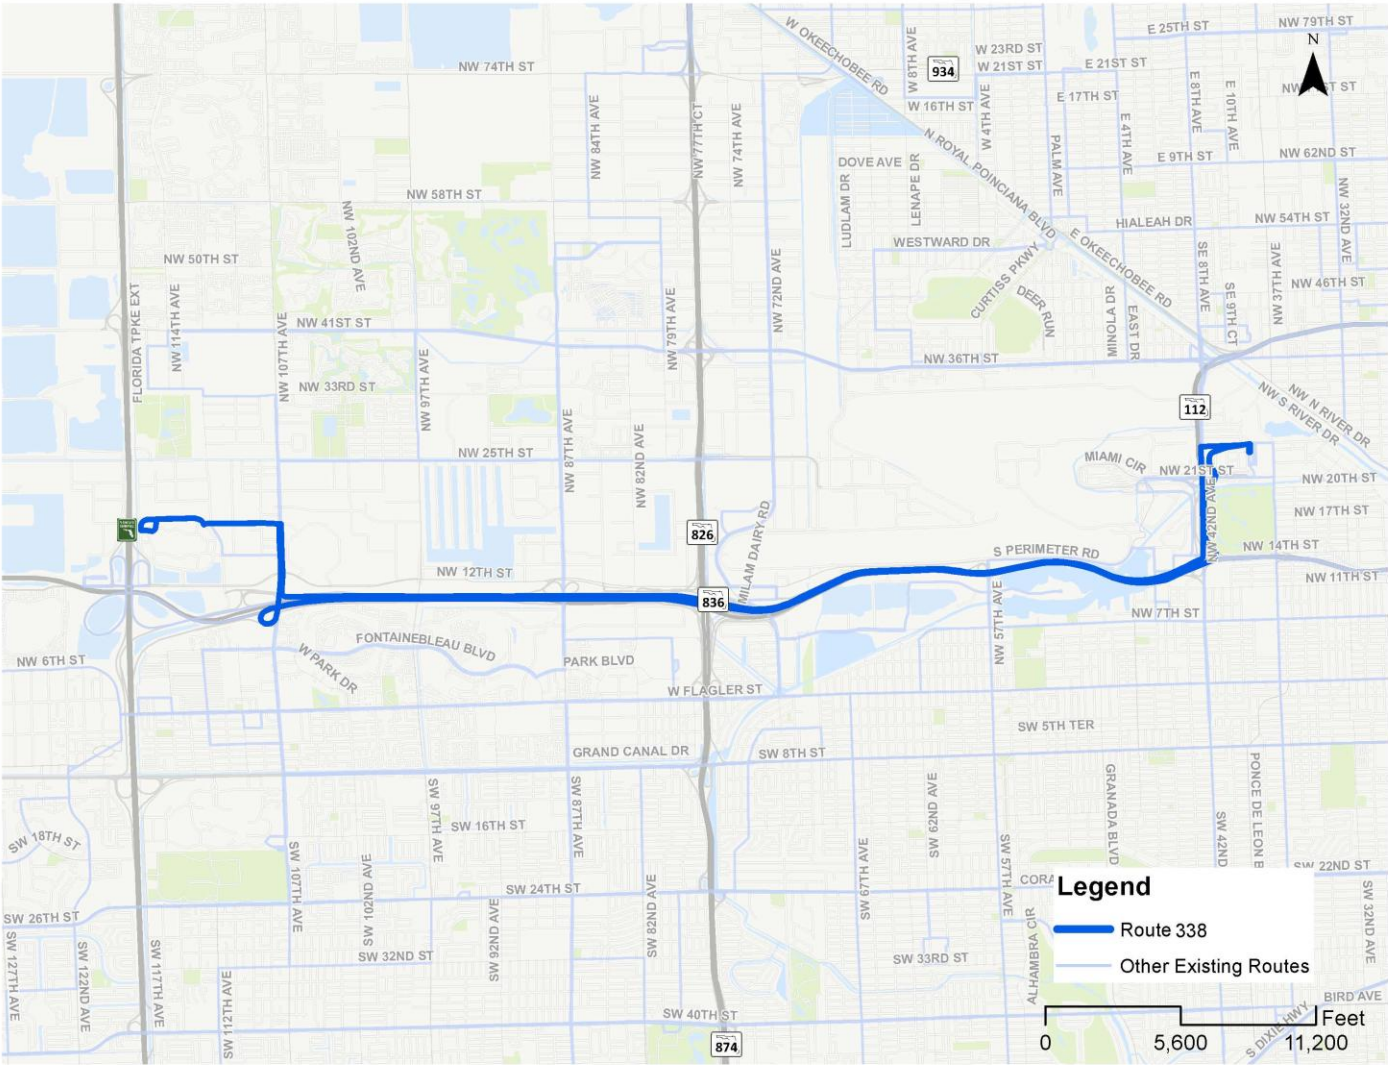 E 25TH ST
NW 79TH ST
W OKEECHOBEE RD
W 8TH AVE
W 23RD ST
N
934
W 21ST ST
E 21ST ST
NW 74TH ST
E 8TH AVE
E 10TH AVE
W 4TH AVE
E 17TH ST
W 16TH ST
NW 84TH AVE
NW 77TH CT
NW 74TH AVE
E 4TH AVE
PALM AVE
N ROYAL POINCIANA BLVD
DOVE AVE
E 9TH ST
NW 62ND ST
NW 58TH ST
LUDLAM DR
LENAPE DR
NW 32ND AVE
NW 102ND AVE
HIALEAH DR
NW 54TH ST
WESTWARD DR
E OKEECHOBEE RD
SE 8TH AVE
NW 37TH AVE
NW 50TH ST
CURTISS PKWY
NW 72ND AVE
NW 46TH ST
FLORIDA TPKE EXT
NW 114TH AVE
DEER RUN
MINOLA DR
EAST DR
SE 9TH CT
NW 107TH AVE
NW 41ST ST
NW 79TH AVE
NW 97TH AVE
NW 36TH ST
NW 33RD ST
NW N RIVER DR
NW S RIVER DR
112
NW 87TH AVE
NW 82ND AVE
NW 25TH ST
MIAMI CIR
NW 21ST ST
NW 20TH ST
NW 42ND AVE
NW 17TH ST
826
MILAM DAIRY RD
S PERIMETER RD
NW 14TH ST
NW 12TH ST
NW 11TH ST
836
NW 57TH AVE
NW 7TH ST
FONTAINEBLEAU BLVD
NW 6TH ST
W PARK DR
PARK BLVD
W FLAGLER ST
SW 5TH TER
GRAND CANAL DR
SW 8TH ST
SW 97TH AVE
SW 87TH AVE
SW 62ND AVE
GRANADA BLVD
PONCE DE LEON B
SW 18TH ST
SW 16TH ST
SW 42ND
SW 107TH AVE
SW 102ND AVE
SW 67TH AVE
SW 57TH AVE
SW 22ND ST
SW 24TH ST
SW 82ND AVE
CORA
SW 32ND AVE
SW 26TH ST
SW 92ND AVE
ALHAMBRA CIR
SW 127TH AVE
SW 122ND AVE
SW 117TH AVE
SW 112TH AVE
SW 32ND ST
SW 33RD ST
SW 40TH ST
874
BIRD AVE
S DIXIE HWY
Legend
Route 338
Other Existing Routes
Feet
0
5,600
11,200